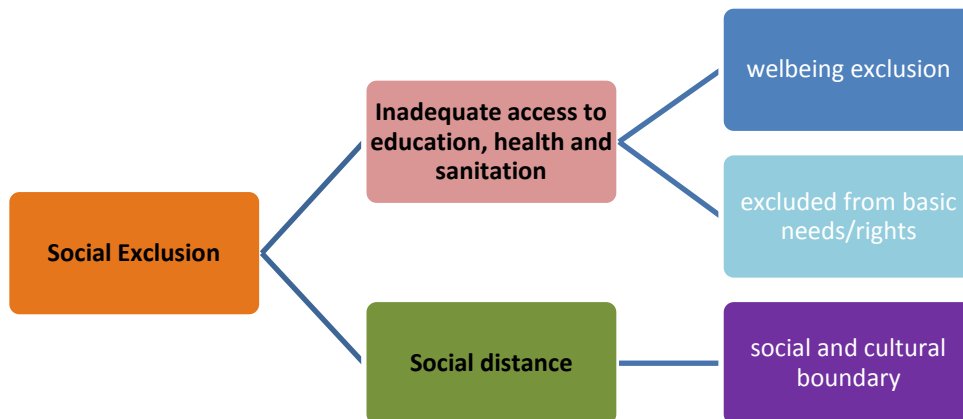 Social Exclusion
Inadequate access to
education, health and
sanitation
Social distance
welbeing exclusion
excluded from basic
needs/rights
social and cultural
boundary